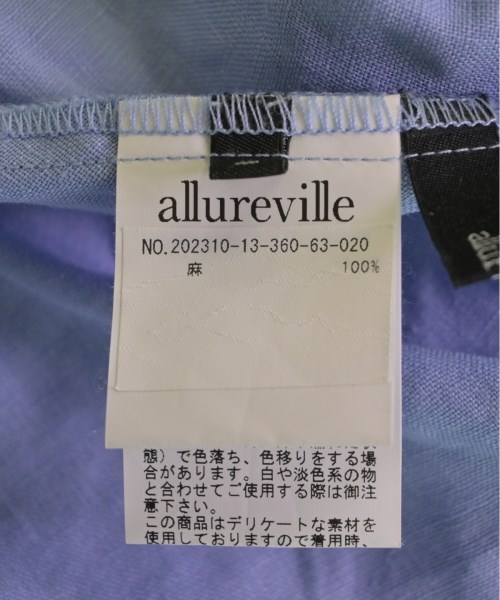 allureville
NO.202310-13-360-63-020
麻 100%
態）で色落ち、色移りをする場
合があります。白や淡色系の物
と合わせてご使用する際は御注
意下さい。
この商品はデリケートな素材を
使用しておりますので着用時、